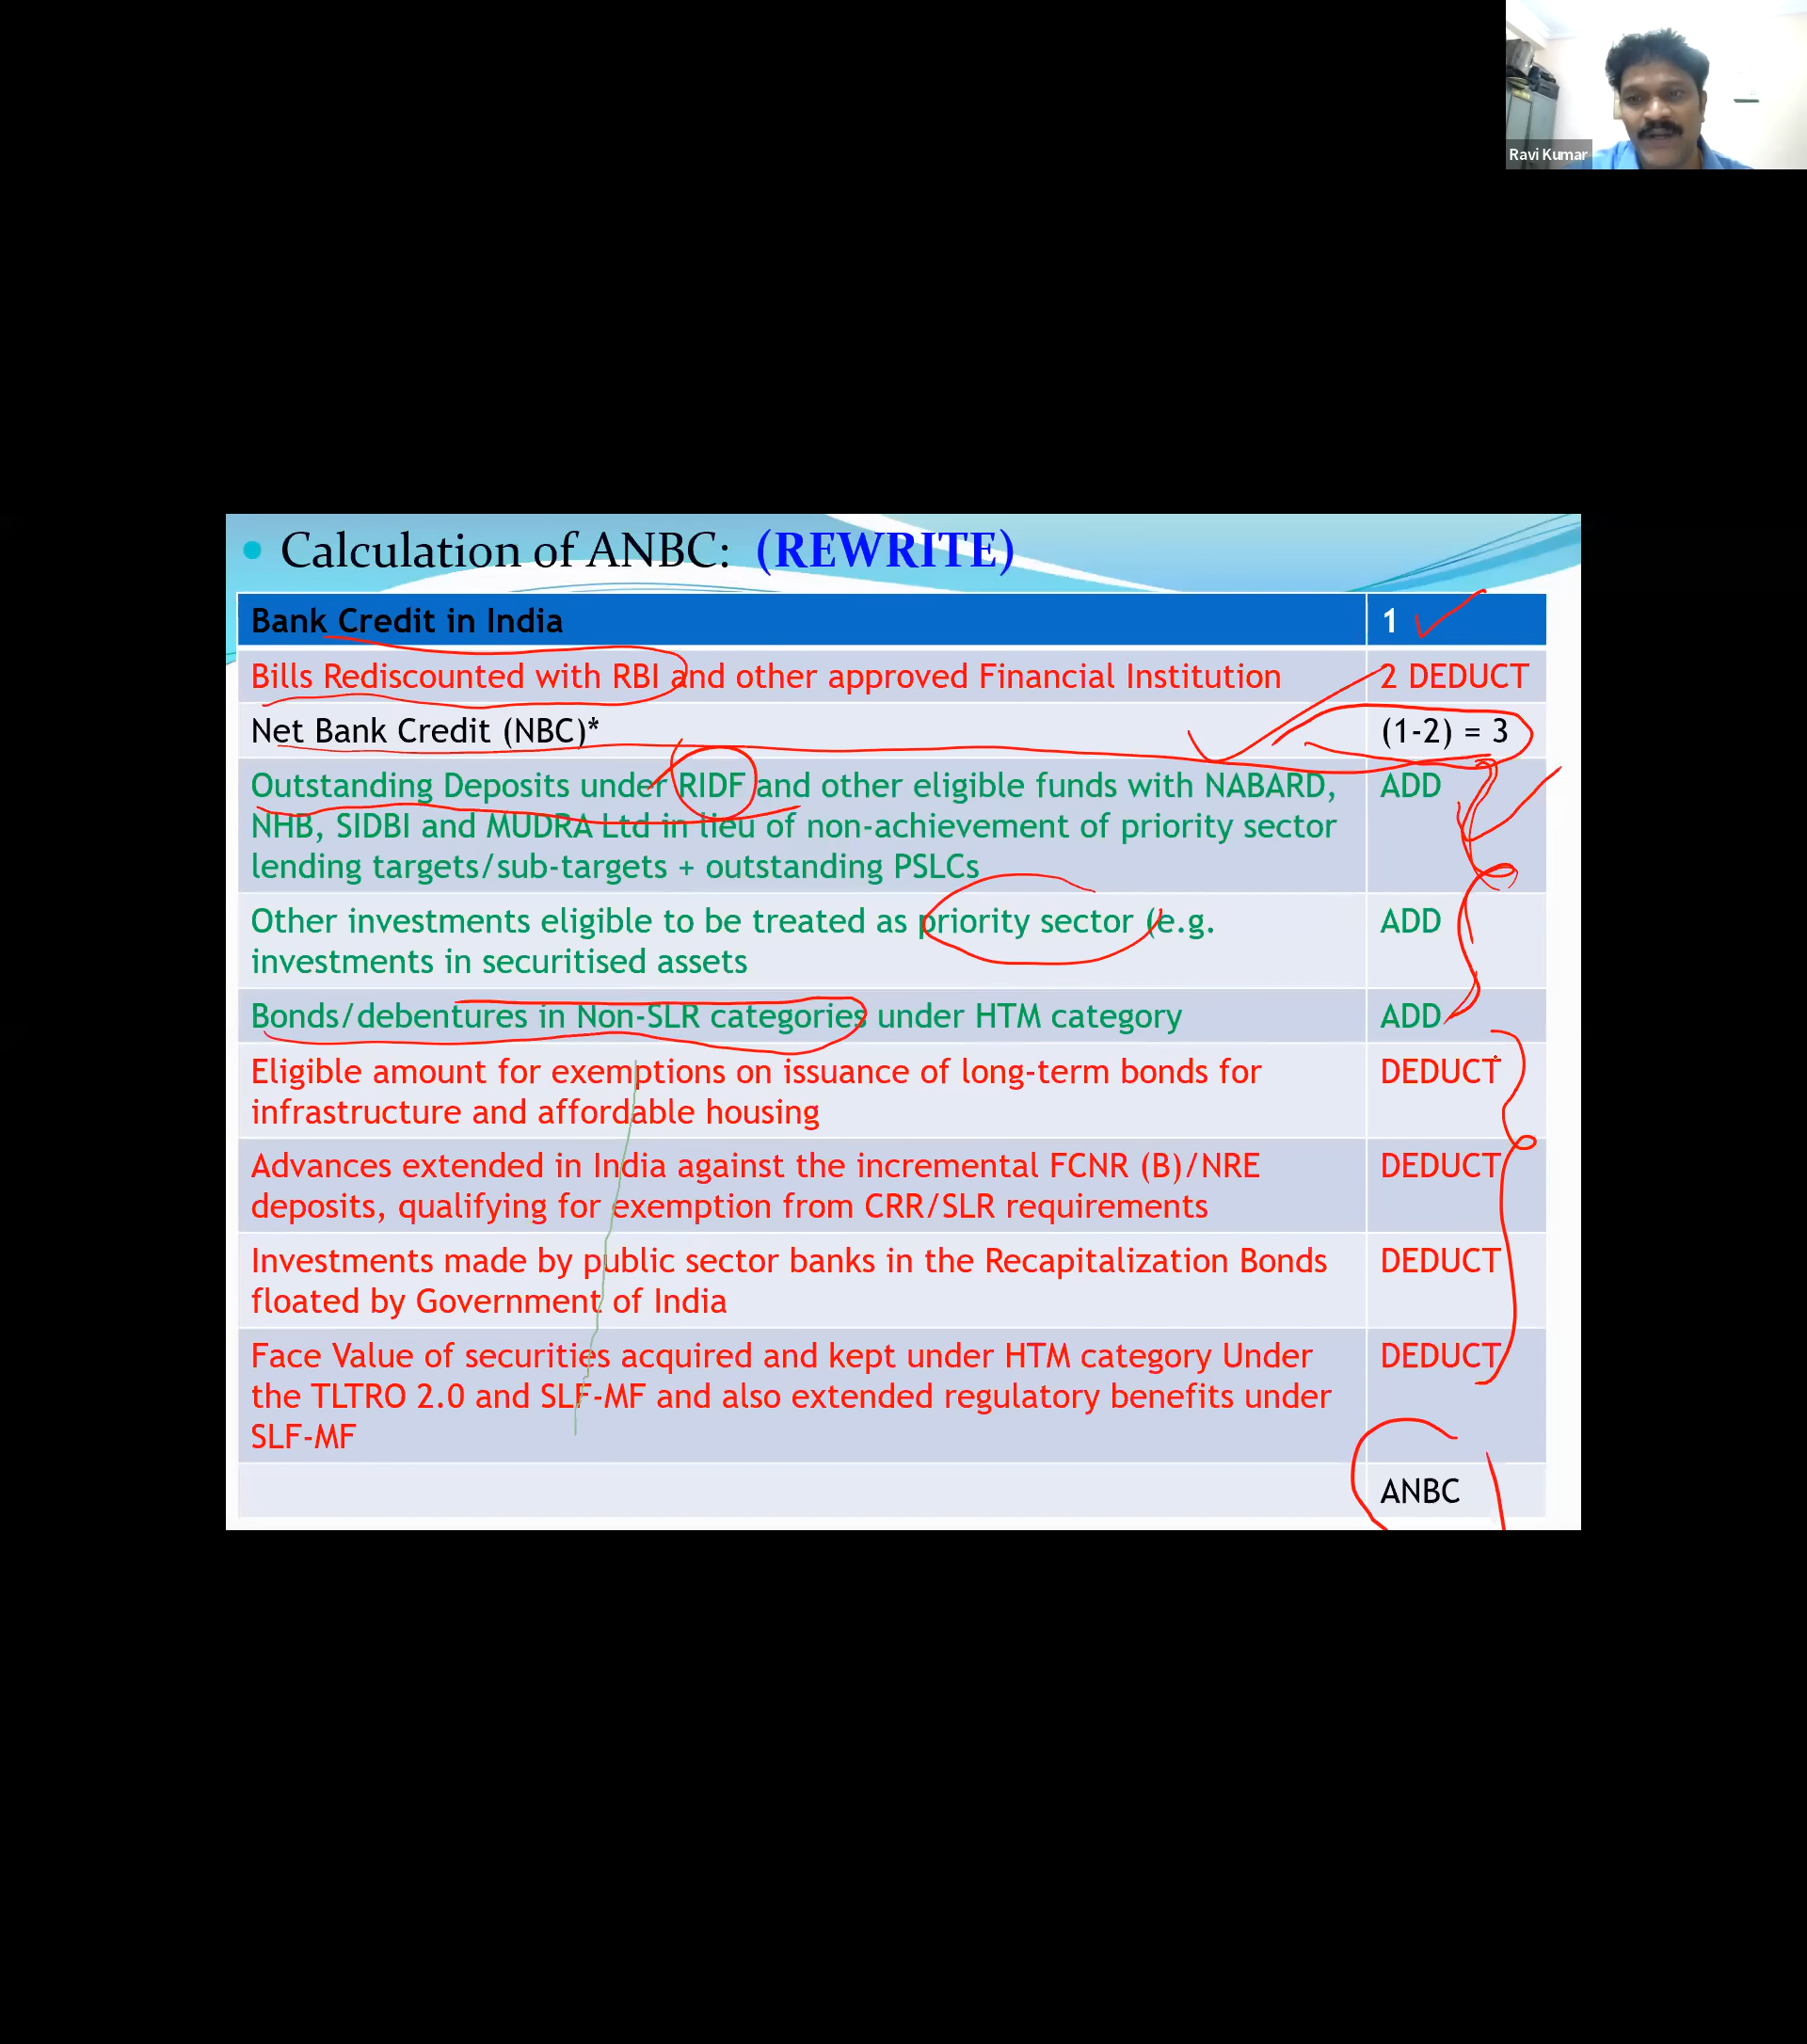 Ravi Kumar
• Calculation of ANBC: (REWRITE)
Bank Credit in India 1
Bills Rediscounted with RBI and other approved Financial Institution 2 DEDUCT
Net Bank Credit (NBC)* (1-2) = 3
Outstanding Deposits under RIDF and other eligible funds with NABARD, ADD
NHB, SIDBI and MUDRA Ltd in lieu of non-achievement of priority sector
lending targets/sub-targets + outstanding PSLCs
Other investments eligible to be treated as priority sector (e.g. ADD
investments in securitised assets
Bonds/debentures in Non-SLR categories under HTM category ADD
Eligible amount for exemptions on issuance of long-term bonds for DEDUCT
infrastructure and affordable housing
Advances extended in India against the incremental FCNR (B)/NRE DEDUCT
deposits, qualifying for exemption from CRR/SLR requirements
Investments made by public sector banks in the Recapitalization Bonds DEDUCT
floated by Government of India
Face Value of securities acquired and kept under HTM category Under DEDUCT
the TLTRO 2.0 and SLF-MF and also extended regulatory benefits under
SLF-MF
ANBC